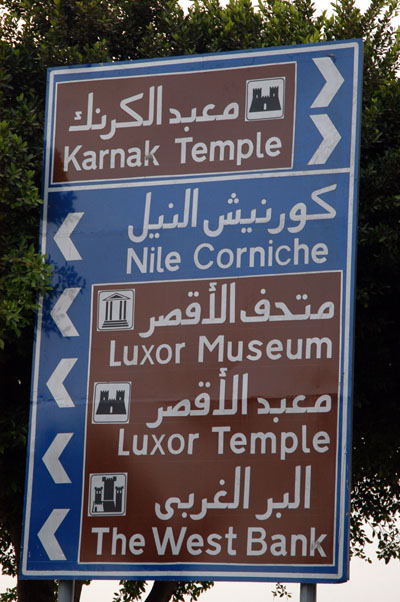 معبد الكرنك
Karnak Temple
كورنيش النيل
Nile Corniche
متحف الأقصر
Luxor Museum
معبد الأقصر
Luxor Temple
البر الغربى
The West Bank